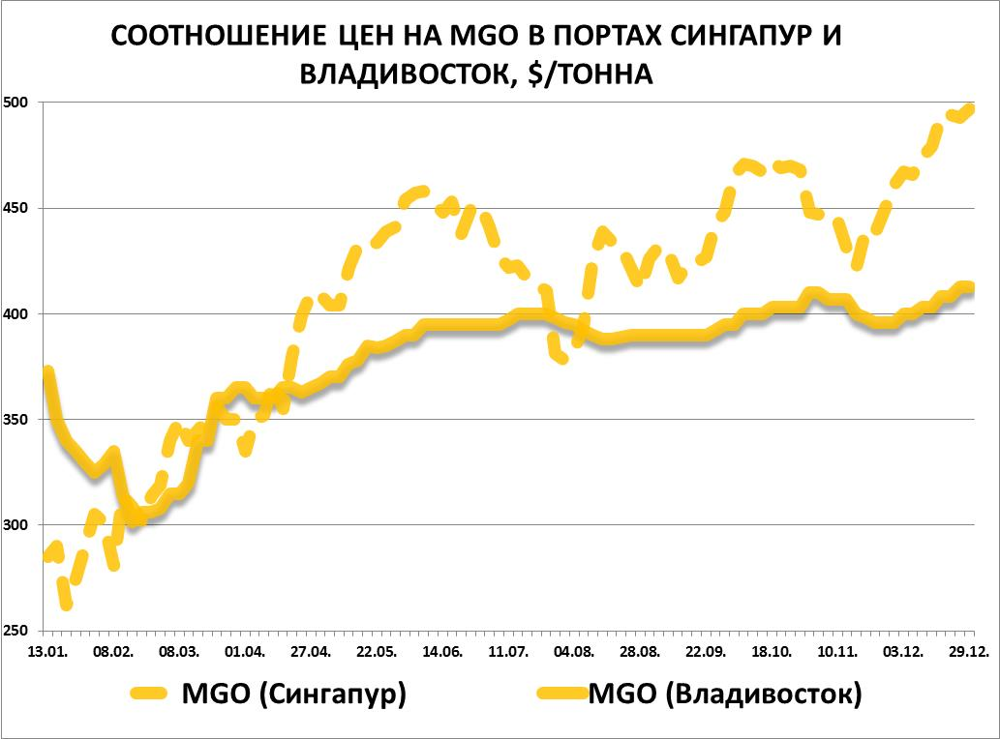 СООТНОШЕНИЕ ЦЕН НА MGO В ПОРТАХ СИНГАПУР И
ВЛАДИВОСТОК, $/ТОННА
500
450
400
350
300
250
13.01. 08.02. 08.03. 01.04. 27.04. 22.05. 14.06. 11.07. 04.08. 28.08. 22.09. 18.10. 10.11. 03.12. 29.12.
MGO (Сингапур) MGO (Владивосток)